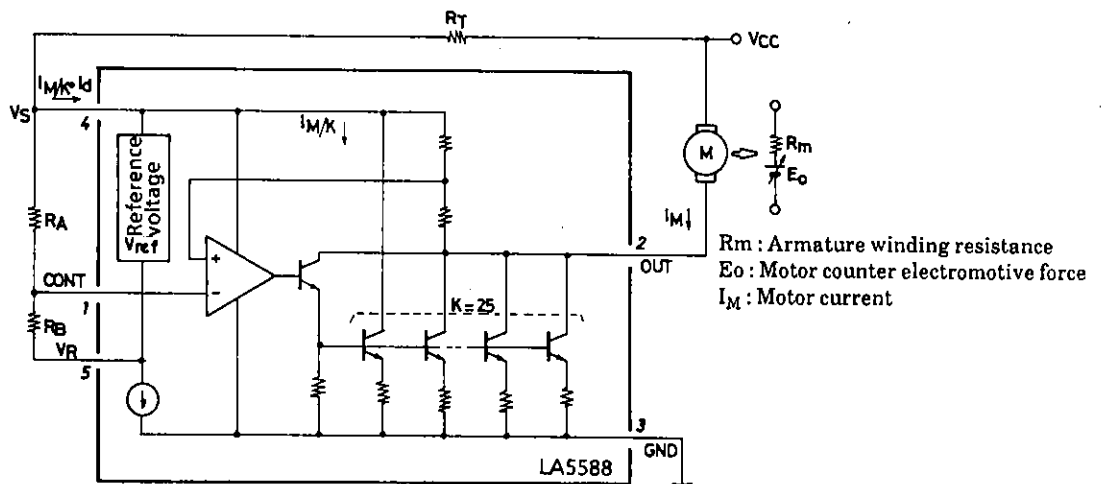 RT
VCC
IM/K+Id
VS
4
IM/K
Reference
voltage
Vref
RA
M
Rm
Eo
IM
CONT
1
2
OUT
Rm : Armature winding resistance
Eo : Motor counter electromotive force
IM : Motor current
K=25
RB
VR
5
3
GND
LA5588